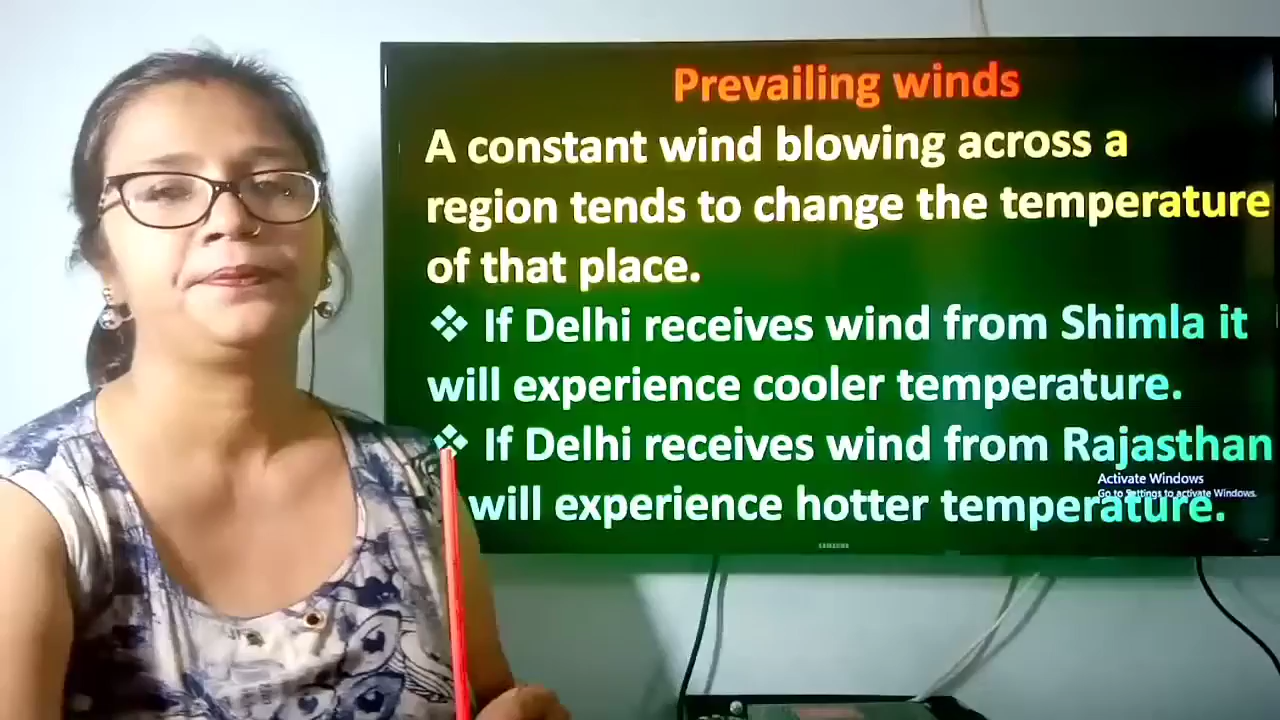 Prevailing winds
A constant wind blowing across a
region tends to change the temperature
of that place.
❖ If Delhi receives wind from Shimla it
will experience cooler temperature.
❖ If Delhi receives wind from Rajasthan
will experience hotter temperature.
Activate Windows
Go to Settings to activate Windows.
SAMSUNG